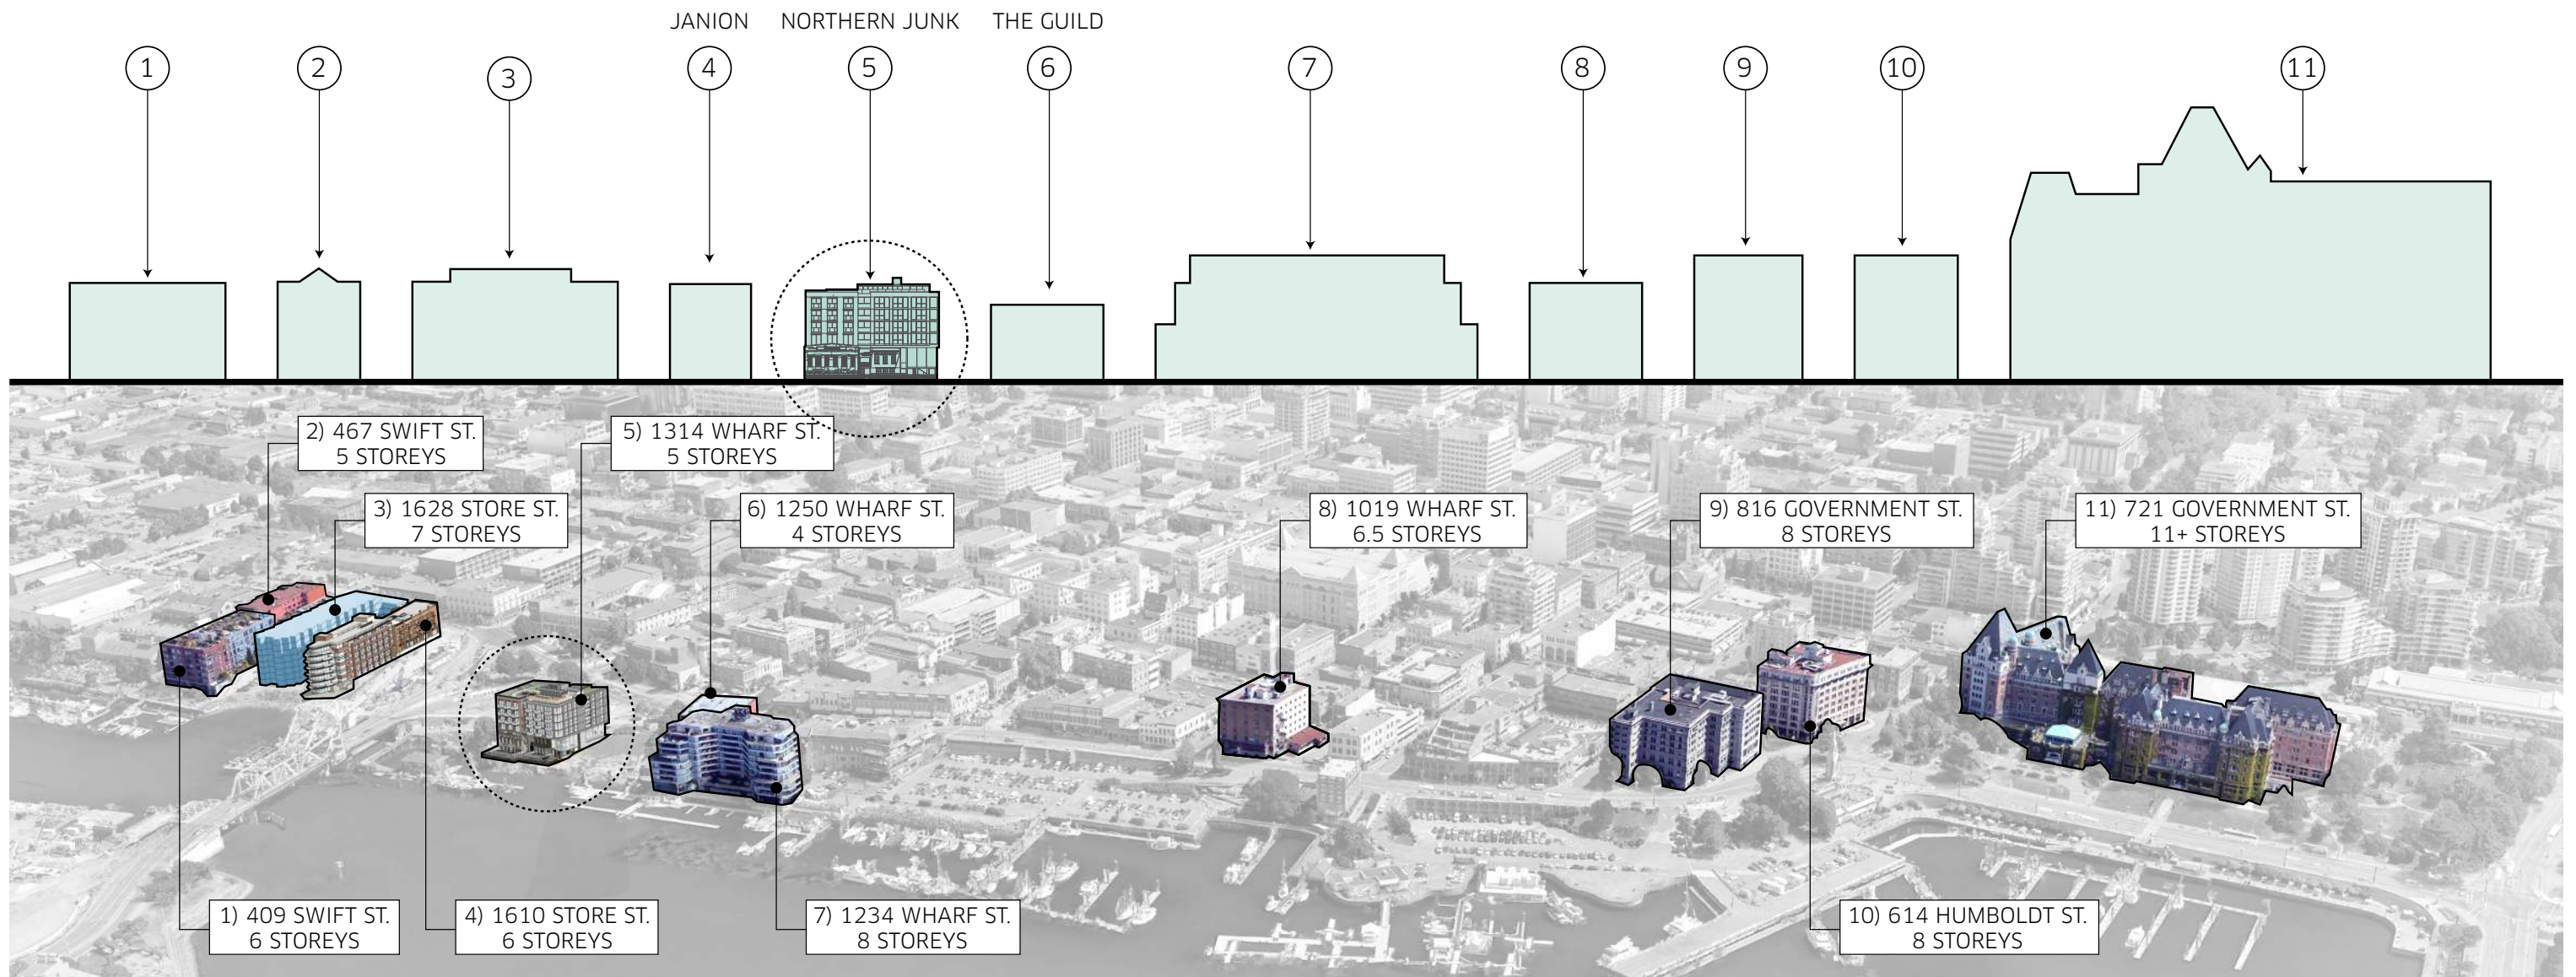 JANION
NORTHERN JUNK
THE GUILD
1
2
3
4
5
6
7
8
9
10
11
2) 467 SWIFT ST.
5 STOREYS
5) 1314 WHARF ST.
5 STOREYS
3) 1628 STORE ST.
7 STOREYS
6) 1250 WHARF ST.
4 STOREYS
8) 1019 WHARF ST.
6.5 STOREYS
9) 816 GOVERNMENT ST.
8 STOREYS
11) 721 GOVERNMENT ST.
11+ STOREYS
1) 409 SWIFT ST.
6 STOREYS
4) 1610 STORE ST.
6 STOREYS
7) 1234 WHARF ST.
8 STOREYS
10) 614 HUMBOLDT ST.
8 STOREYS